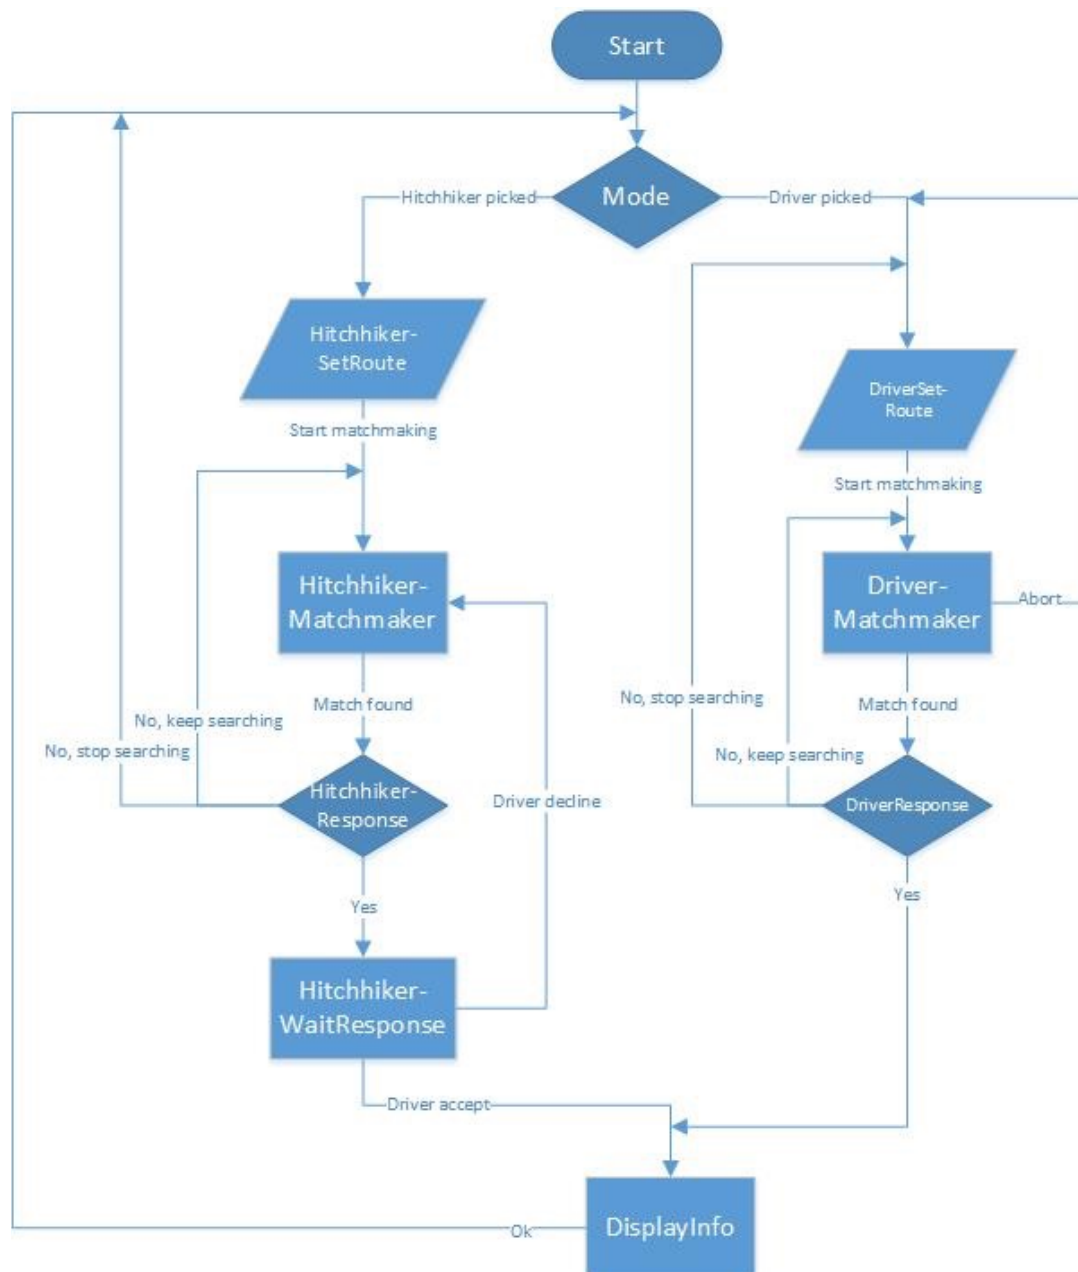 Start
Mode
Hitchhiker picked
Driver picked
Hitchhiker-
SetRoute
DriverSet-
Route
Start matchmaking
Start matchmaking
Hitchhiker-
Matchmaker
Driver-
Matchmaker
Abort
Match found
Match found
No, keep searching
No, stop searching
No, stop searching
No, keep searching
Hitchhiker-
Response
Driver decline
DriverResponse
Yes
Yes
Hitchhiker-
WaitResponse
Driver accept
DisplayInfo
Ok